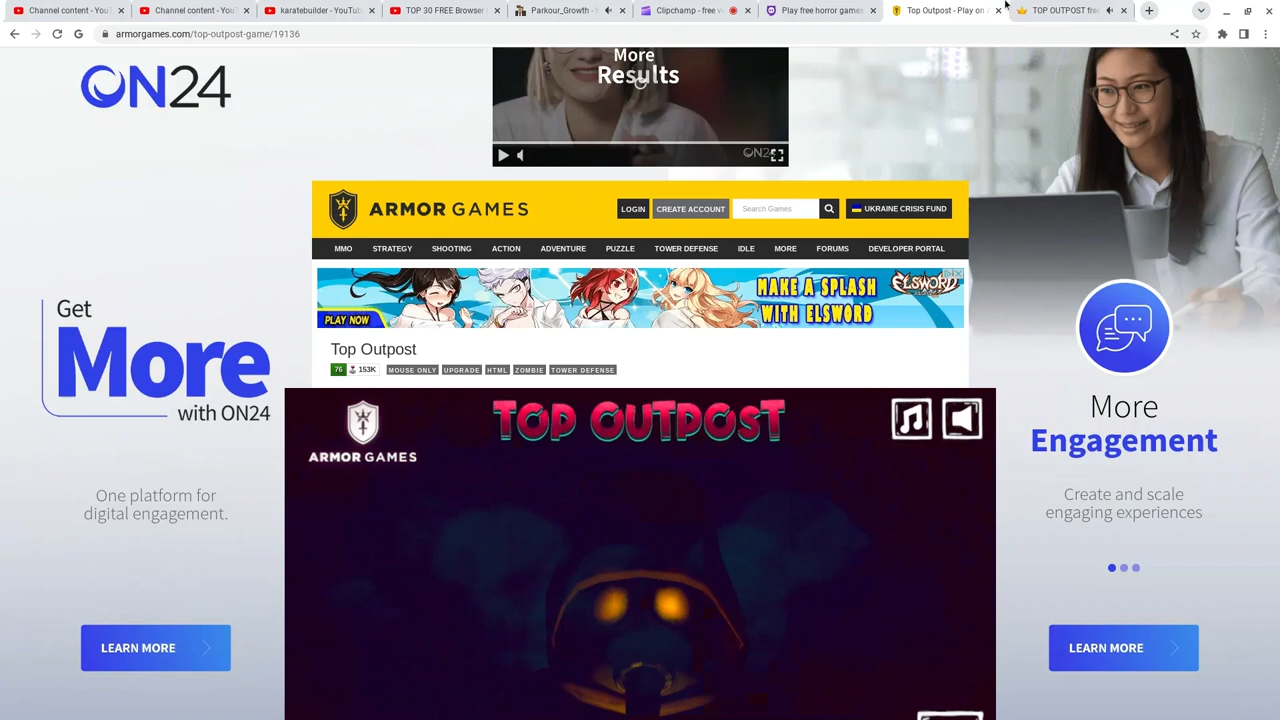 Channel content - You
Channel content - You
karatebuilder - YouTub
TOP 30 FREE Browser
Parkour_Growth -
Clipchamp - free v
Play free horror games
Top Outpost - Play on
TOP OUTPOST free
armorgames.com/top-outpost-game/19136
ON24
More
Results
ON24
ARMOR GAMES
LOGIN
CREATE ACCOUNT
Search Games
UKRAINE CRISIS FUND
MMO
STRATEGY
SHOOTING
ACTION
ADVENTURE
PUZZLE
TOWER DEFENSE
IDLE
MORE
FORUMS
DEVELOPER PORTAL
PLAY NOW
MAKE A SPLASH
WITH ELSWORD
ELSWORD
Get
More
with ON24
Top Outpost
76
153K
MOUSE ONLY
UPGRADE
HTML
ZOMBIE
TOWER DEFENSE
ARMOR GAMES
TOP OUTPOST
More
Engagement
One platform for
digital engagement.
Create and scale
engaging experiences
LEARN MORE
LEARN MORE